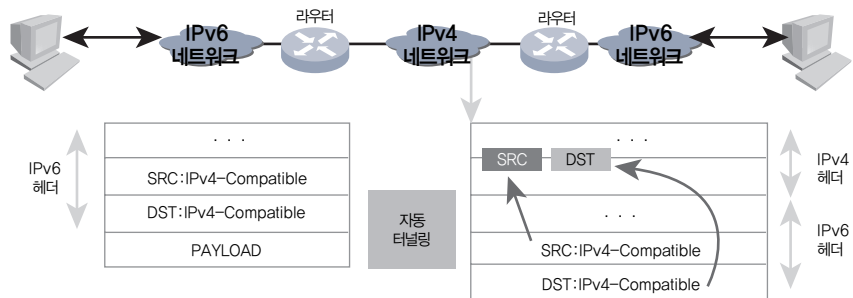 라우터
라우터
IPv6
네트워크
IPv4
네트워크
IPv6
네트워크
IPv6
헤더
. . .
SRC:IPv4-Compatible
DST:IPv4-Compatible
PAYLOAD
자동
터널링
. . .
SRC DST
. . .
SRC:IPv4-Compatible
DST:IPv4-Compatible
IPv4
헤더
IPv6
헤더